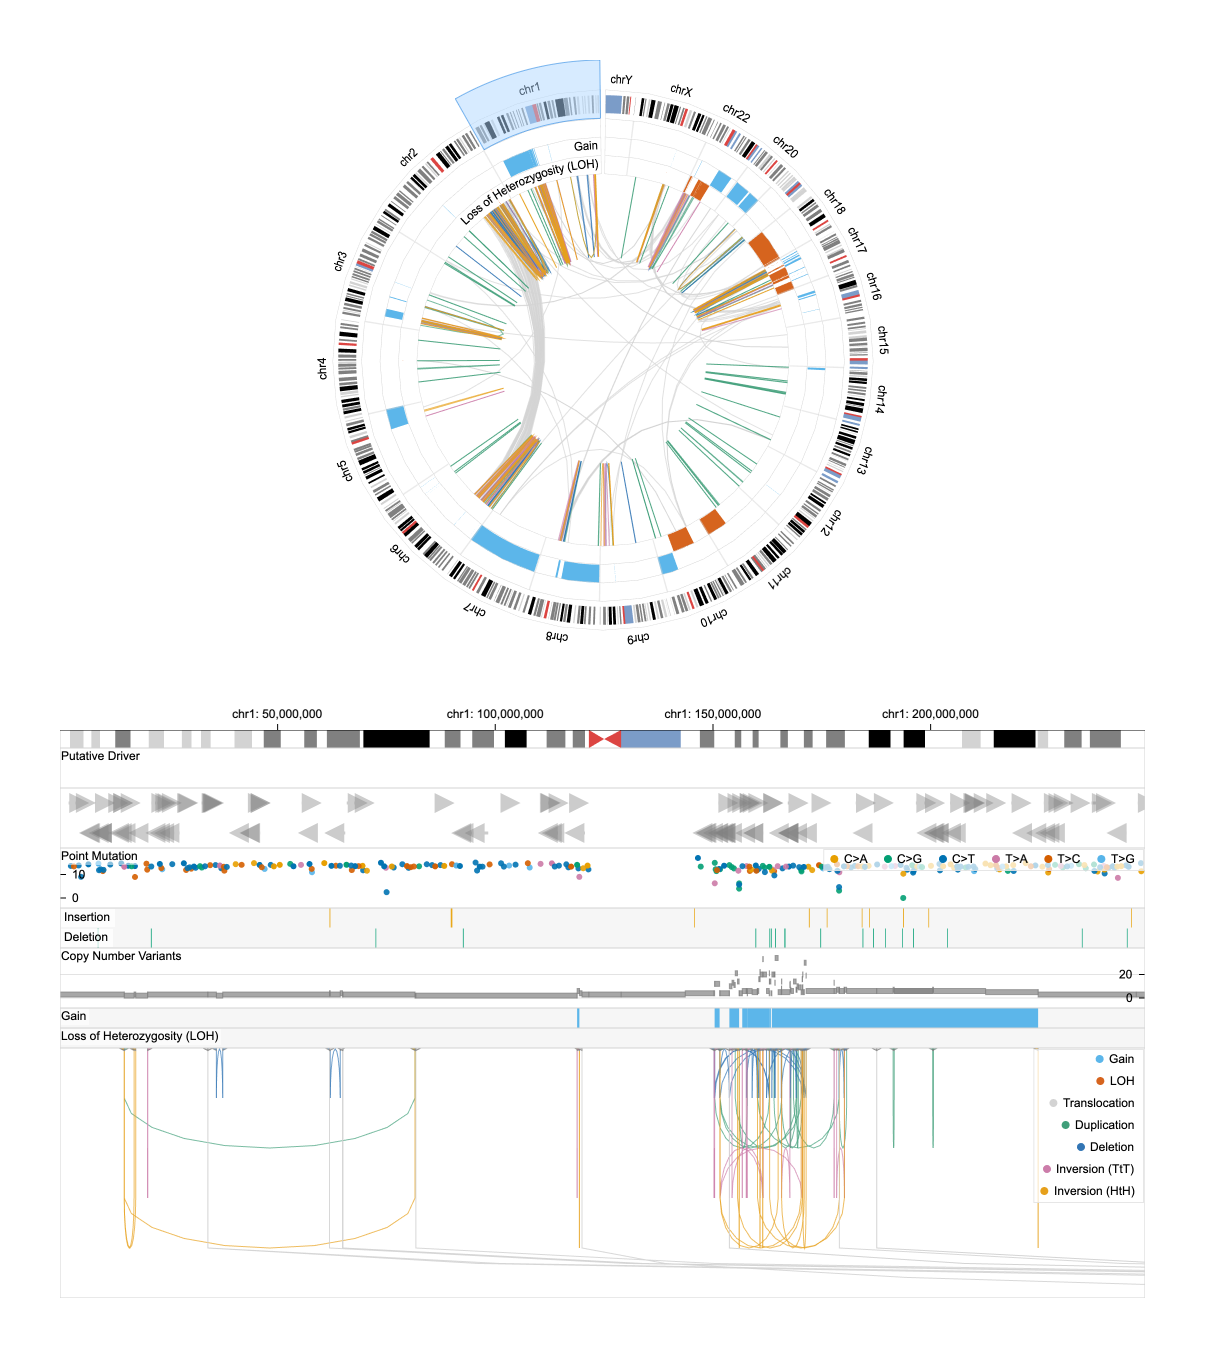 chrY
chrX
chr22
chr20
chr18
chr17
chr16
chr15
chr14
chr13
chr12
chr11
chr10
chr9
chr8
chr7
chr6
chr5
chr4
chr3
chr2
chr1
Gain
Loss of Heterozygosity (LOH)
chr1: 50,000,000
chr1: 100,000,000
chr1: 150,000,000
chr1: 200,000,000
Putative Driver
Point Mutation
C>A
C>G
C>T
T>A
T>C
T>G
10
0
Insertion
Deletion
Copy Number Variants
20
0
Gain
Loss of Heterozygosity (LOH)
Gain
LOH
Translocation
Duplication
Deletion
Inversion (TtT)
Inversion (HtH)